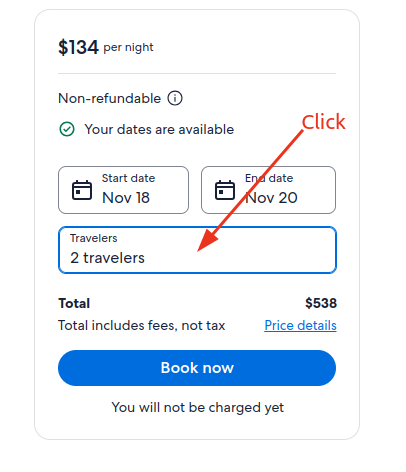 $134 per night
Non-refundable
Your dates are available
Click
Start date
Nov 18
End date
Nov 20
Travelers
2 travelers
Total $538
Total includes fees, not tax Price details
Book now
You will not be charged yet